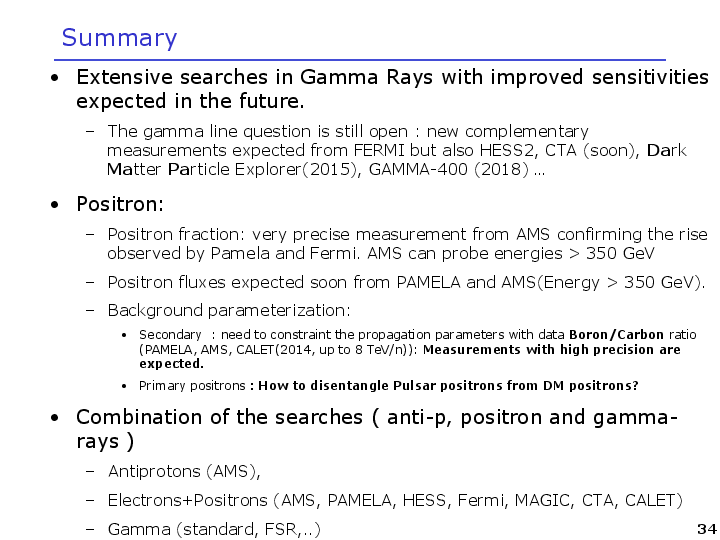 Summary
• Extensive searches in Gamma Rays with improved sensitivities
expected in the future.
– The gamma line question is still open : new complementary
measurements expected from FERMI but also HESS2, CTA (soon), Dark
Matter Particle Explorer(2015), GAMMA-400 (2018) ...
• Positron:
– Positron fraction: very precise measurement from AMS confirming the rise
observed by Pamela and Fermi. AMS can probe energies > 350 GeV
– Positron fluxes expected soon from PAMELA and AMS(Energy > 350 GeV).
– Background parameterization:
• Secondary : need to constraint the propagation parameters with data Boron/Carbon ratio
(PAMELA, AMS, CALET(2014, up to 8 TeV/n)): Measurements with high precision are
expected.
• Primary positrons : How to disentangle Pulsar positrons from DM positrons?
• Combination of the searches ( anti-p, positron and gamma-
rays )
– Antiprotons (AMS),
– Electrons+Positrons (AMS, PAMELA, HESS, Fermi, MAGIC, CTA, CALET)
– Gamma (standard, FSR,..)
34